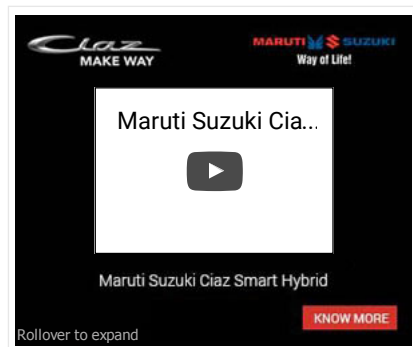 Ciaz
MAKE WAY
MARUTI SUZUKI
Way of Life!
Maruti Suzuki Cia...
Maruti Suzuki Ciaz Smart Hybrid
KNOW MORE
Rollover to expand